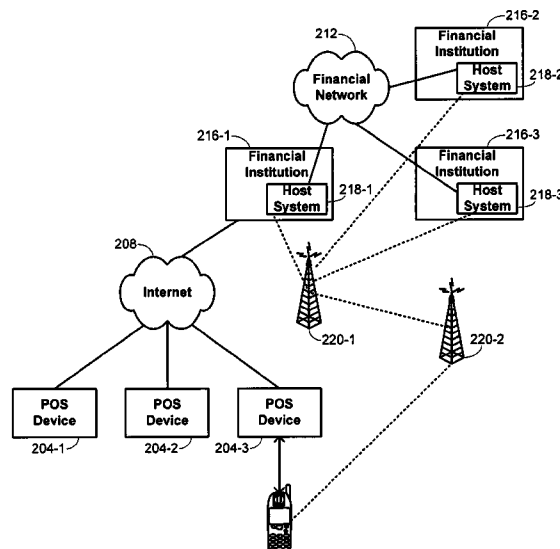 216-2
212
Financial
Institution
Host
System
218-2
Financial
Network
216-1
216-3
Financial
Institution
Host
System
218-1
Financial
Institution
Host
System
218-3
208
Internet
220-1
220-2
POS
Device
POS
Device
POS
Device
204-1
204-2
204-3